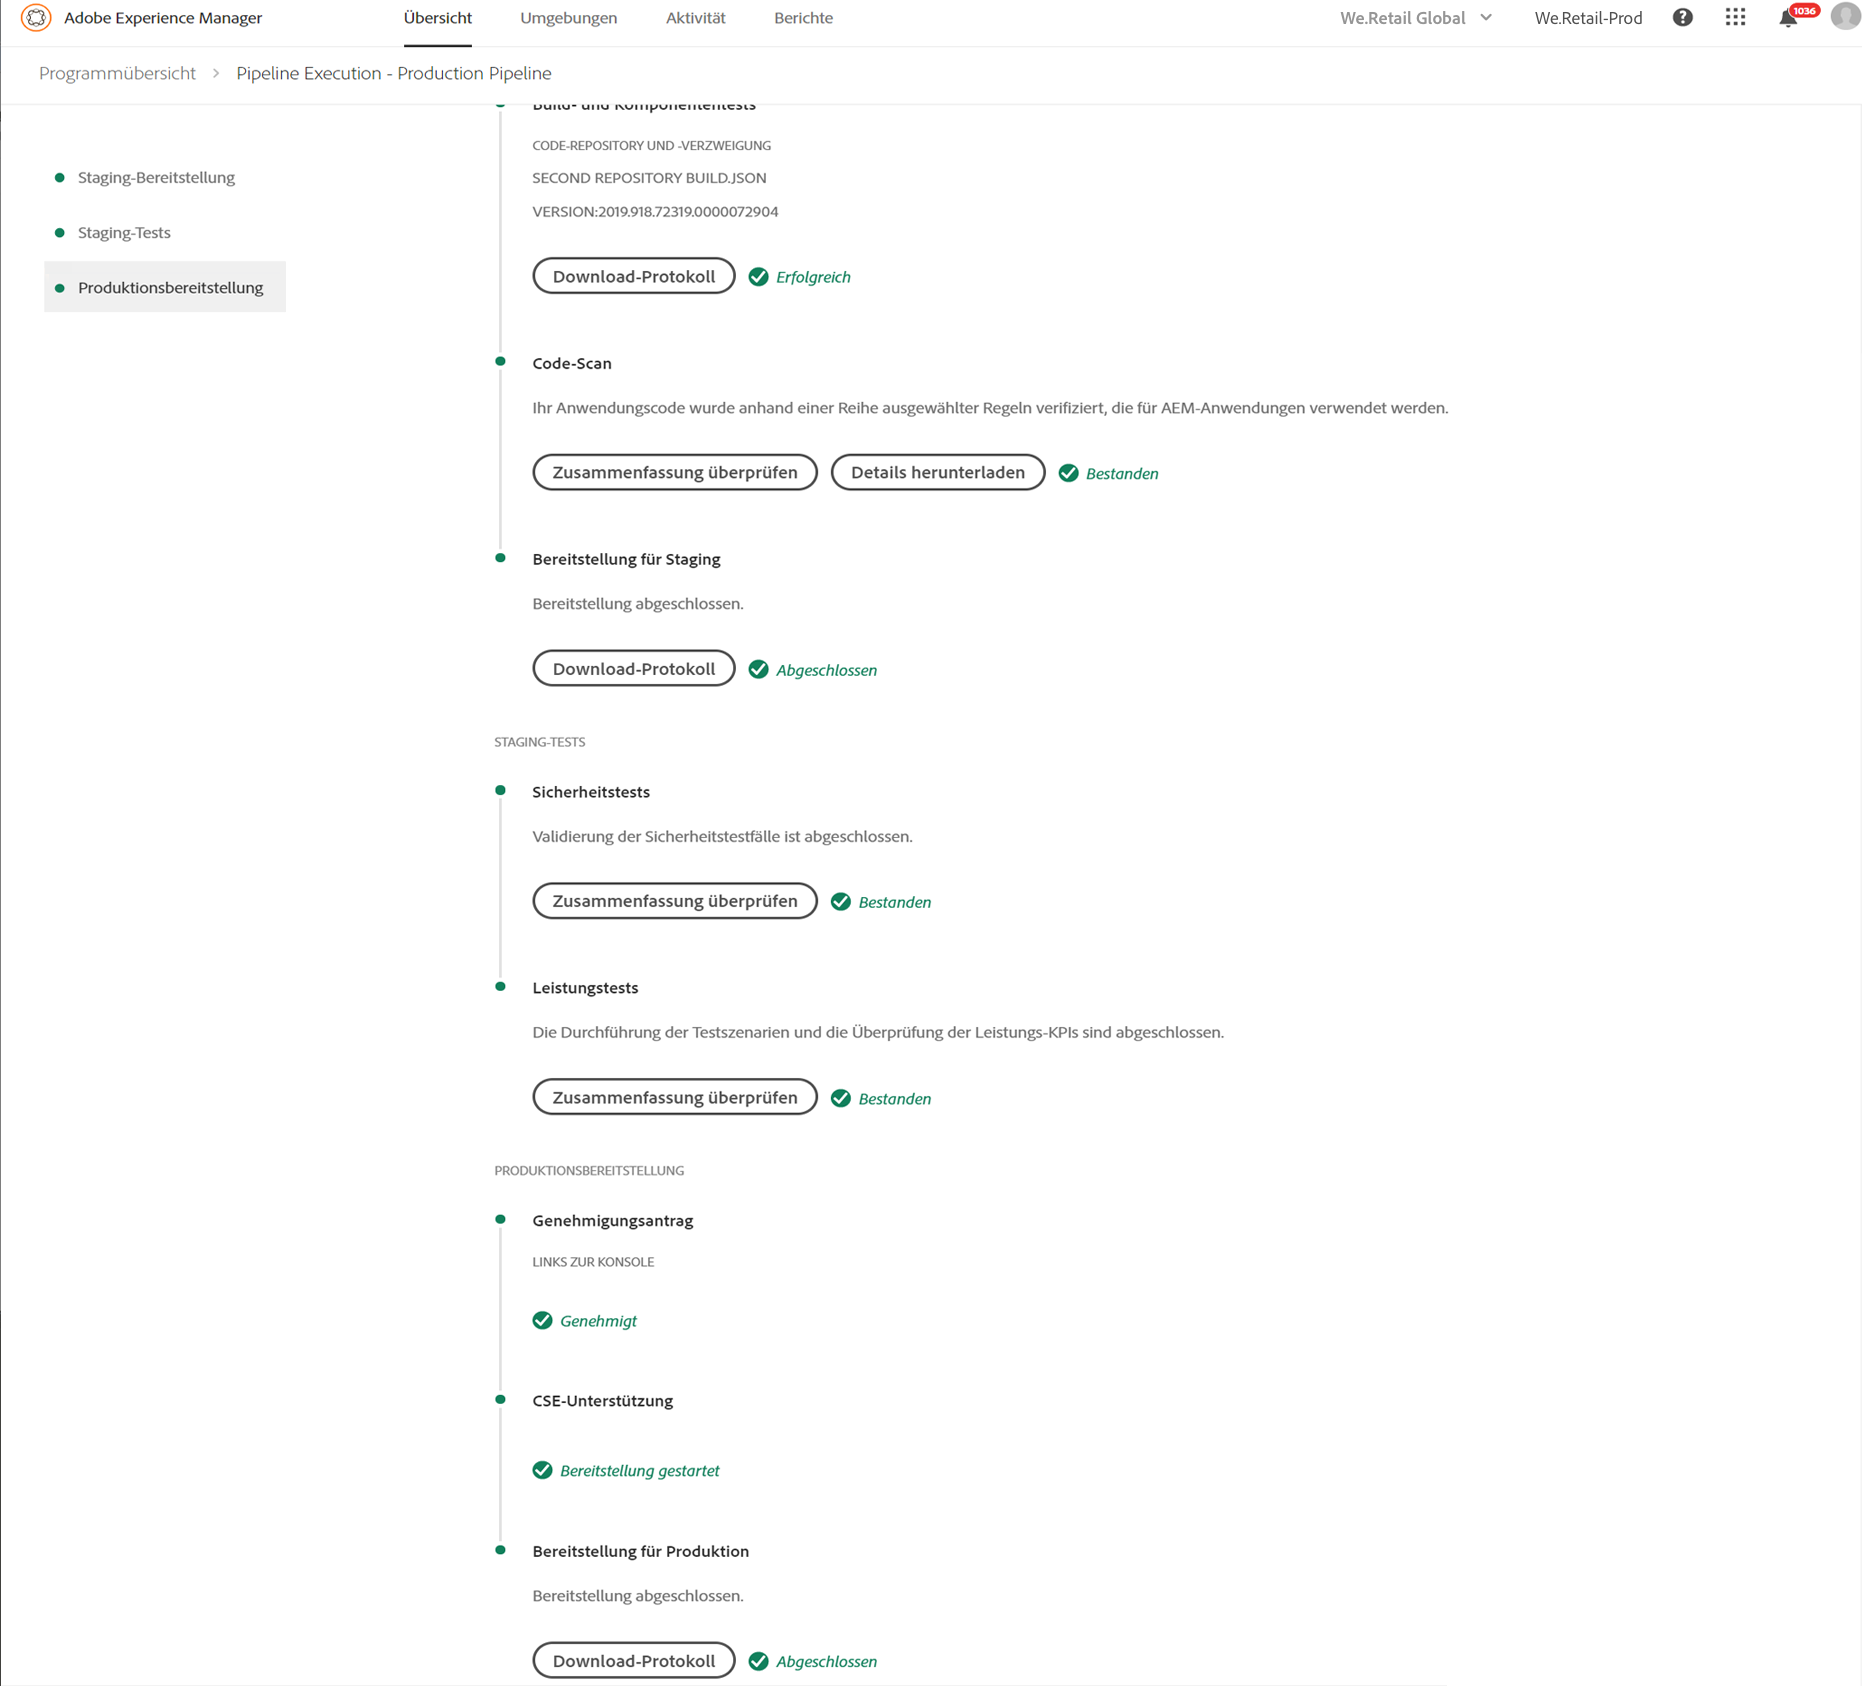 Adobe Experience Manager
Übersicht
Umgebungen
Aktivität
Berichte
We.Retail Global
We.Retail-Prod
1036
Programmübersicht > Pipeline Execution - Production Pipeline
Staging-Bereitstellung
Staging-Tests
Produktionsbereitstellung
Build- und Komponententests
CODE-REPOSITORY UND -VERZWEIGUNG
SECOND REPOSITORY BUILD.JSON
VERSION:2019.918.72319.0000072904
Download-Protokoll Erfolgreich
Code-Scan
Ihr Anwendungscode wurde anhand einer Reihe ausgewählter Regeln verifiziert, die für AEM-Anwendungen verwendet werden.
Zusammenfassung überprüfen Details herunterladen Bestanden
Bereitstellung für Staging
Bereitstellung abgeschlossen.
Download-Protokoll Abgeschlossen
STAGING-TESTS
Sicherheitstests
Validierung der Sicherheitstestfälle ist abgeschlossen.
Zusammenfassung überprüfen Bestanden
Leistungstests
Die Durchführung der Testszenarien und die Überprüfung der Leistungs-KPIs sind abgeschlossen.
Zusammenfassung überprüfen Bestanden
PRODUKTIONSBEREITSTELLUNG
Genehmigungsantrag
LINKS ZUR KONSOLE
Genehmigt
CSE-Unterstützung
Bereitstellung gestartet
Bereitstellung für Produktion
Bereitstellung abgeschlossen.
Download-Protokoll Abgeschlossen